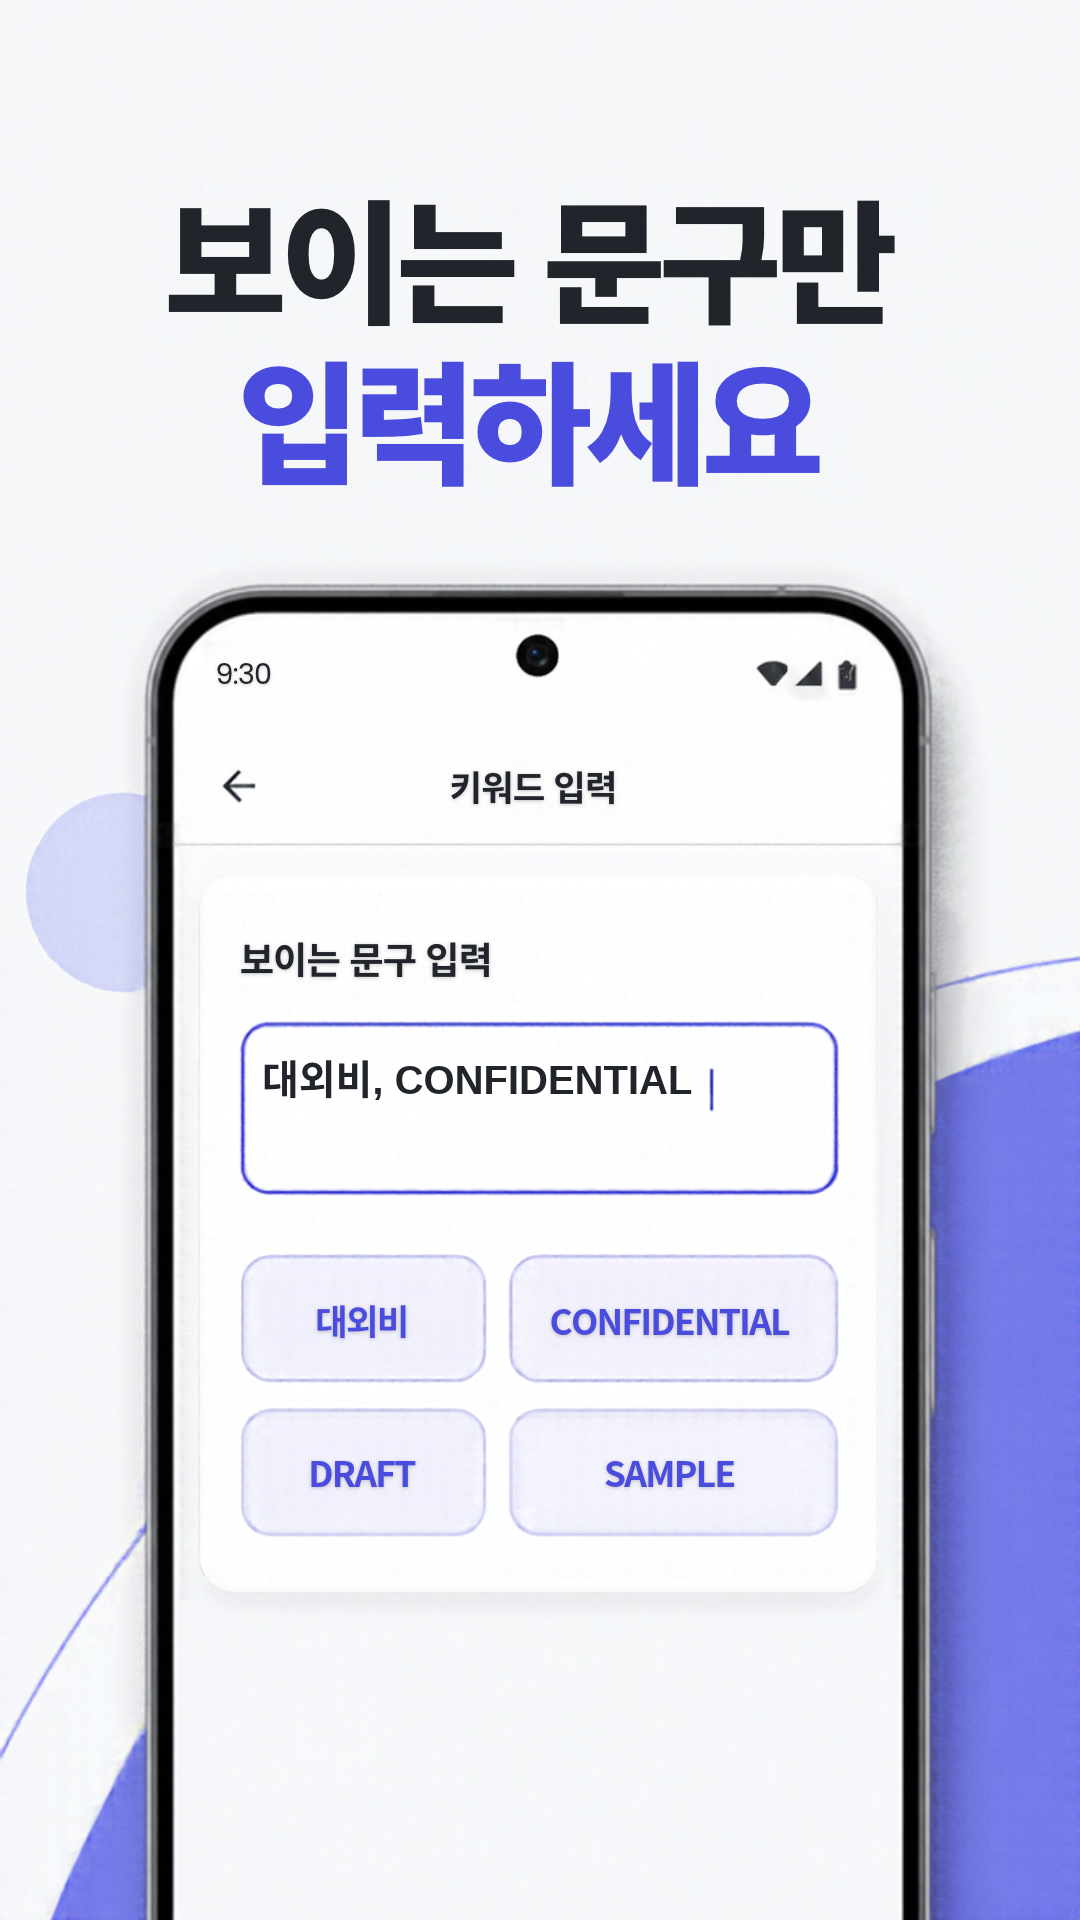 보이는 문구만
입력하세요
9:30
키워드 입력
보이는 문구 입력
대외비, CONFIDENTIAL
대외비
CONFIDENTIAL
DRAFT
SAMPLE